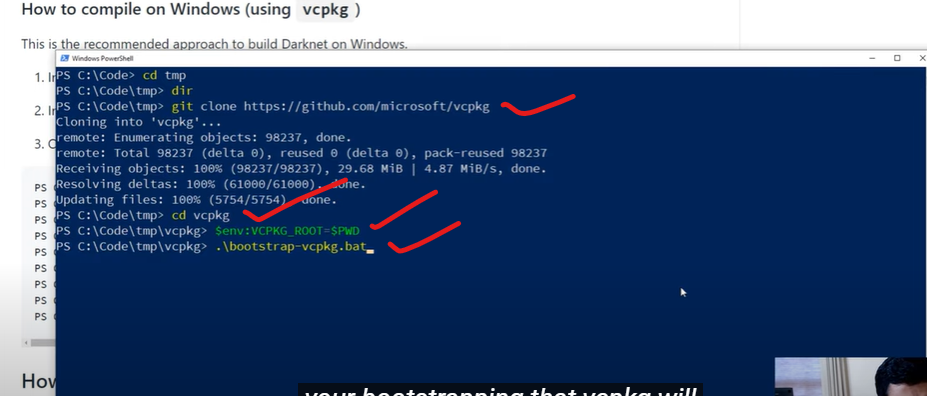 How to compile on Windows (using vcpkg )
This is the recommended approach to build Darknet on Windows.
Windows PowerShell
1. In
2. In
3. C
PS C:\Code> cd tmp
PS C:\Code\tmp> dir
PS C:\Code\tmp> git clone https://github.com/microsoft/vcpkg
Cloning into 'vcpkg'...
remote: Enumerating objects: 98237, done.
remote: Total 98237 (delta 0), reused 0 (delta 0), pack-reused 98237
Receiving objects: 100% (98237/98237), 29.68 MiB | 4.87 MiB/s, done.
Resolving deltas: 100% (61000/61000), done.
Updating files: 100% (5754/5754), done.
PS C:\Code\tmp> cd vcpkg
PS C:\Code\tmp\vcpkg> $env:VCPKG_ROOT=$PWD
PS C:\Code\tmp\vcpkg> .\bootstrap-vcpkg.bat
PS
PS
PS
PS
PS
PS
PS
PS
PS
How
your bootstrapping that vcpkg will